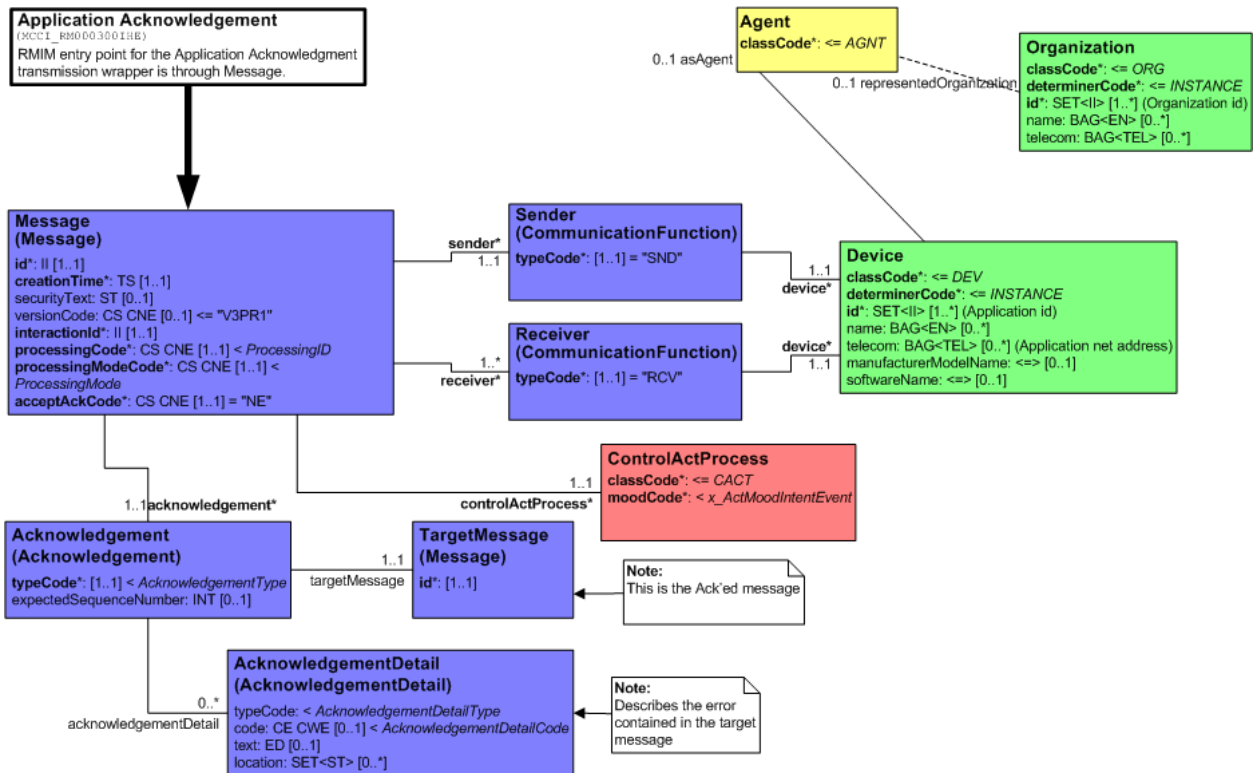 Application Acknowledgement
(MCCI_RM000300IHE)
RMIM entry point for the Application Acknowledgment
transmission wrapper is through Message.
Agent
classCode*: <= AGNT
0..1 asAgent
0..1 representedOrganization
Organization
classCode*: <= ORG
determinerCode*: <= INSTANCE
id*: SET<II> [1..*] (Organization id)
name: BAG<EN> [0..*]
telecom: BAG<TEL> [0..*]
Message
(Message)
id*: II [1..1]
creationTime*: TS [1..1]
securityText: ST [0..1]
versionCode: CS CNE [0..1] <= "V3PR1"
interactionId*: II [1..1]
processingCode*: CS CNE [1..1] < ProcessingID
processingModeCode*: CS CNE [1..1] <
ProcessingMode
acceptAckCode*: CS CNE [1..1] = "NE"
sender*
1..1
Sender
(CommunicationFunction)
typeCode*: [1..1] = "SND"
1..1
device*
1..*
receiver*
Receiver
(CommunicationFunction)
typeCode*: [1..1] = "RCV"
device*
1..1
Device
classCode*: <= DEV
determinerCode*: <= INSTANCE
id*: SET<II> [1..*] (Application id)
name: BAG<EN> [0..*]
telecom: BAG<TEL> [0..*] (Application net address)
manufacturerModelName: <=> [0..1]
softwareName: <=> [0..1]
1..1
controlActProcess*
ControlActProcess
classCode*: <= CACT
moodCode*: < x_ActMoodIntentEvent
1..1acknowledgement*
Acknowledgement
(Acknowledgement)
typeCode*: [1..1] < AcknowledgementType
expectedSequenceNumber: INT [0..1]
1..1
targetMessage
TargetMessage
(Message)
id*: [1..1]
Note:
This is the Ack'ed message
0..*
acknowledgementDetail
AcknowledgementDetail
(AcknowledgementDetail)
typeCode: < AcknowledgementDetailType
code: CE CWE [0..1] < AcknowledgementDetailCode
text: ED [0..1]
location: SET<ST> [0..*]
Note:
Describes the error
contained in the target
message